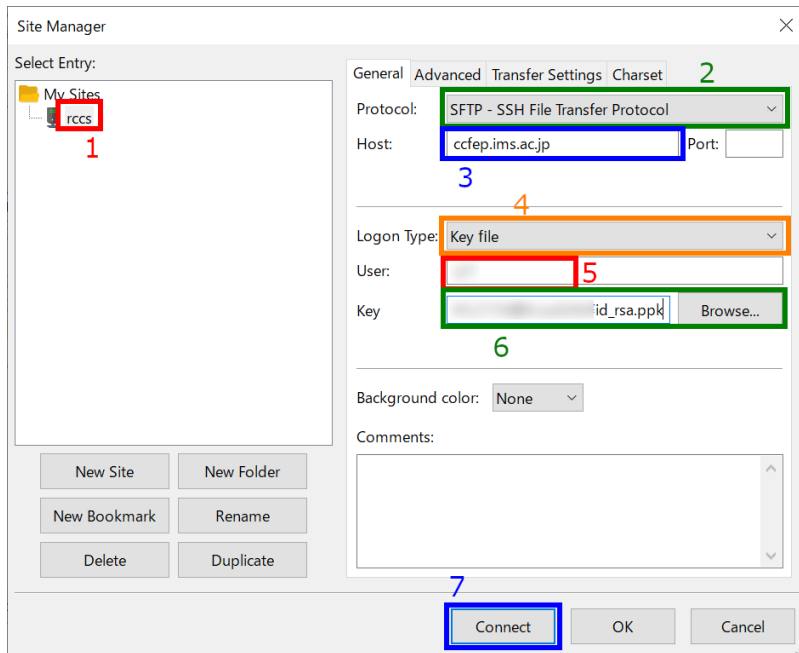 Site Manager
Select Entry:
My Sites
rccs
1
New Site
New Folder
New Bookmark
Rename
Delete
Duplicate
General Advanced Transfer Settings Charset
2
Protocol: SFTP - SSH File Transfer Protocol
Host: ccfep.ims.ac.jp Port:
3
4
Logon Type: Key file
User:
5
Key id_rsa.ppk Browse...
6
Background color: None
Comments:
7
Connect
OK
Cancel